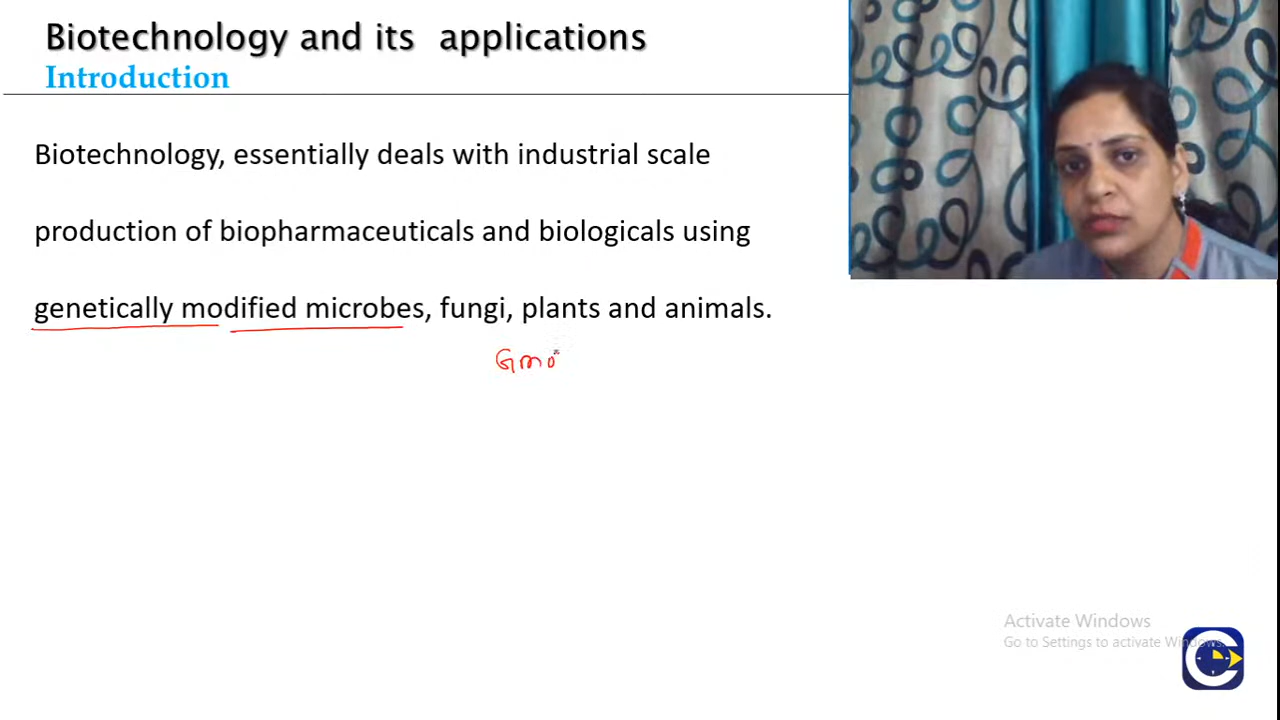 Biotechnology and its applications
Introduction
Biotechnology, essentially deals with industrial scale
production of biopharmaceuticals and biologicals using
genetically modified microbes, fungi, plants and animals.
Gmo
Activate Windows
Go to Settings to activate Windows.